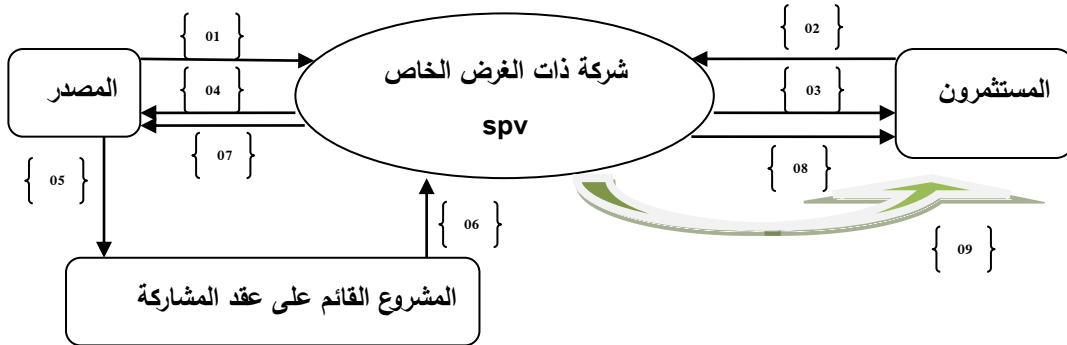 { 01 }
{ 02 }
المصدر
شركة ذات الغرض الخاص
spv
المستثمرون
{ 04 }
{ 03 }
{ 07 }
{ 08 }
{ 05 }
{ 06 }
{ 09 }
المشروع القائم على عقد المشاركة